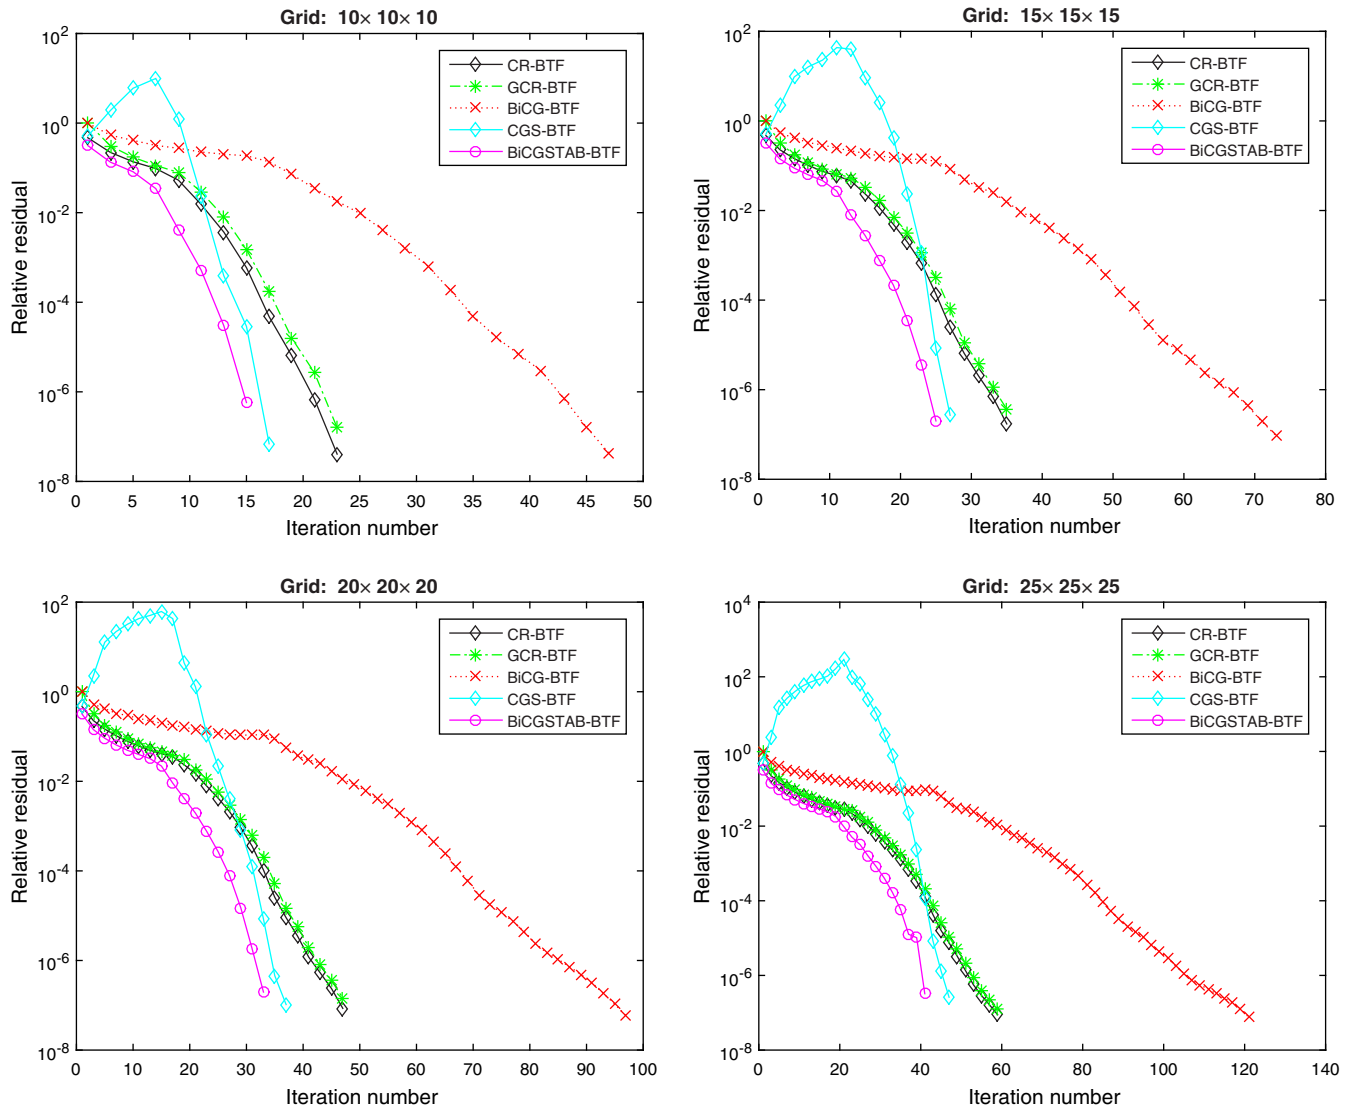 Grid: 10× 10× 10
Relative residual
10^2
10^0
10^-2
10^-4
10^-6
10^-8
0 5 10 15 20 25 30 35 40 45 50
Iteration number
CR-BTF
GCR-BTF
BiCG-BTF
CGS-BTF
BiCGSTAB-BTF
Grid: 15× 15× 15
Relative residual
10^2
10^0
10^-2
10^-4
10^-6
10^-8
0 10 20 30 40 50 60 70 80
Iteration number
CR-BTF
GCR-BTF
BiCG-BTF
CGS-BTF
BiCGSTAB-BTF
Grid: 20× 20× 20
Relative residual
10^2
10^0
10^-2
10^-4
10^-6
10^-8
0 10 20 30 40 50 60 70 80 90 100
Iteration number
CR-BTF
GCR-BTF
BiCG-BTF
CGS-BTF
BiCGSTAB-BTF
Grid: 25× 25× 25
Relative residual
10^4
10^2
10^0
10^-2
10^-4
10^-6
10^-8
0 20 40 60 80 100 120 140
Iteration number
CR-BTF
GCR-BTF
BiCG-BTF
CGS-BTF
BiCGSTAB-BTF